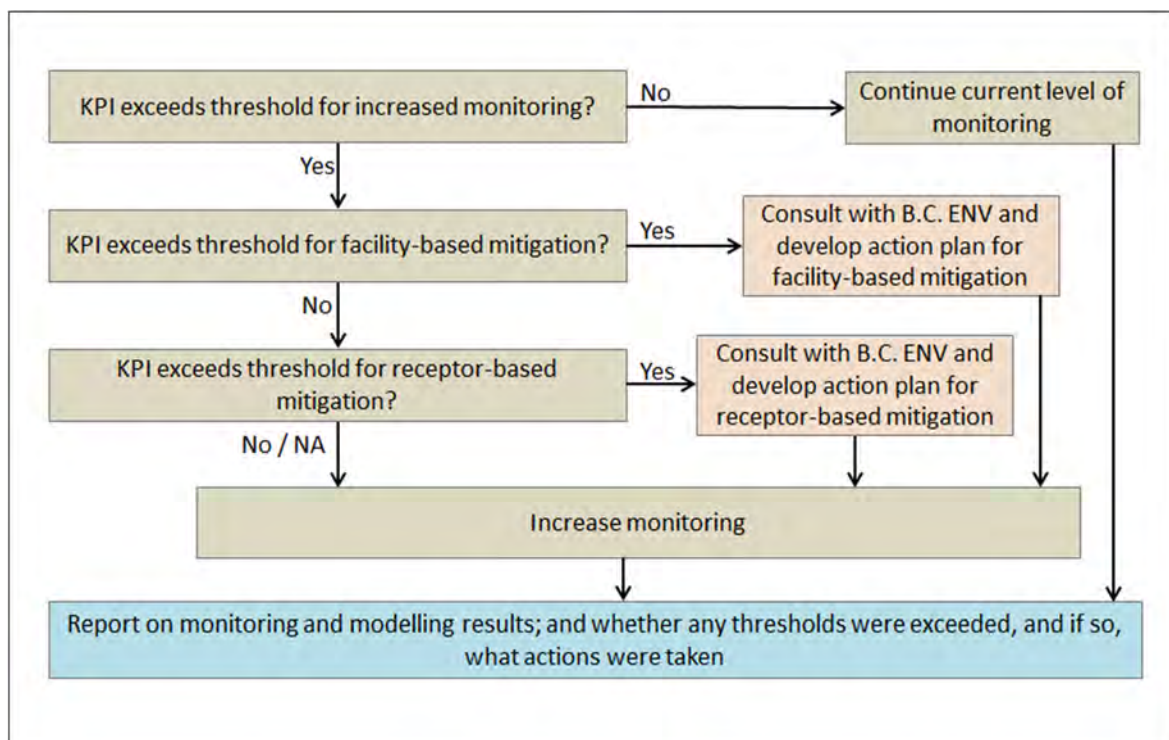 KPI exceeds threshold for increased monitoring?
No
Continue current level of
monitoring
Yes
KPI exceeds threshold for facility-based mitigation?
Yes
Consult with B.C. ENV and
develop action plan for
facility-based mitigation
No
KPI exceeds threshold for receptor-based
mitigation?
Yes
Consult with B.C. ENV and
develop action plan for
receptor-based mitigation
No / NA
Increase monitoring
Report on monitoring and modelling results; and whether any thresholds were exceeded, and if so,
what actions were taken